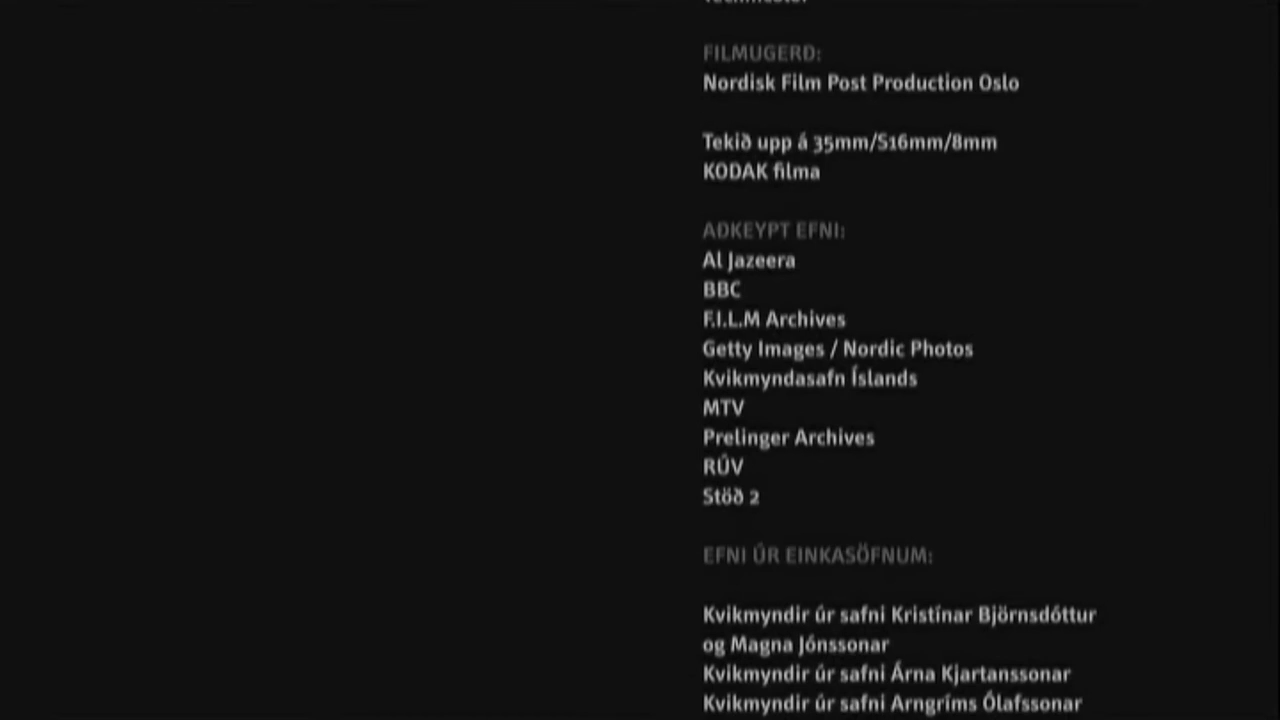 FILMUGERÐ:
Nordisk Film Post Production Oslo
Tekið upp á 35mm/S16mm/8mm
KODAK filma
AÐKEYPT EFNI:
Al Jazeera
BBC
F.I.L.M Archives
Getty Images / Nordic Photos
Kvikmyndasafn Íslands
MTV
Prelinger Archives
RÚV
Stöð 2
EFNI ÚR EINKASÖFNUM:
Kvikmyndir úr safni Kristínar Björnsdóttur
og Magna Jónssonar
Kvikmyndir úr safni Árna Kjartanssonar
Kvikmyndir úr safni Arngríms Ólafssonar